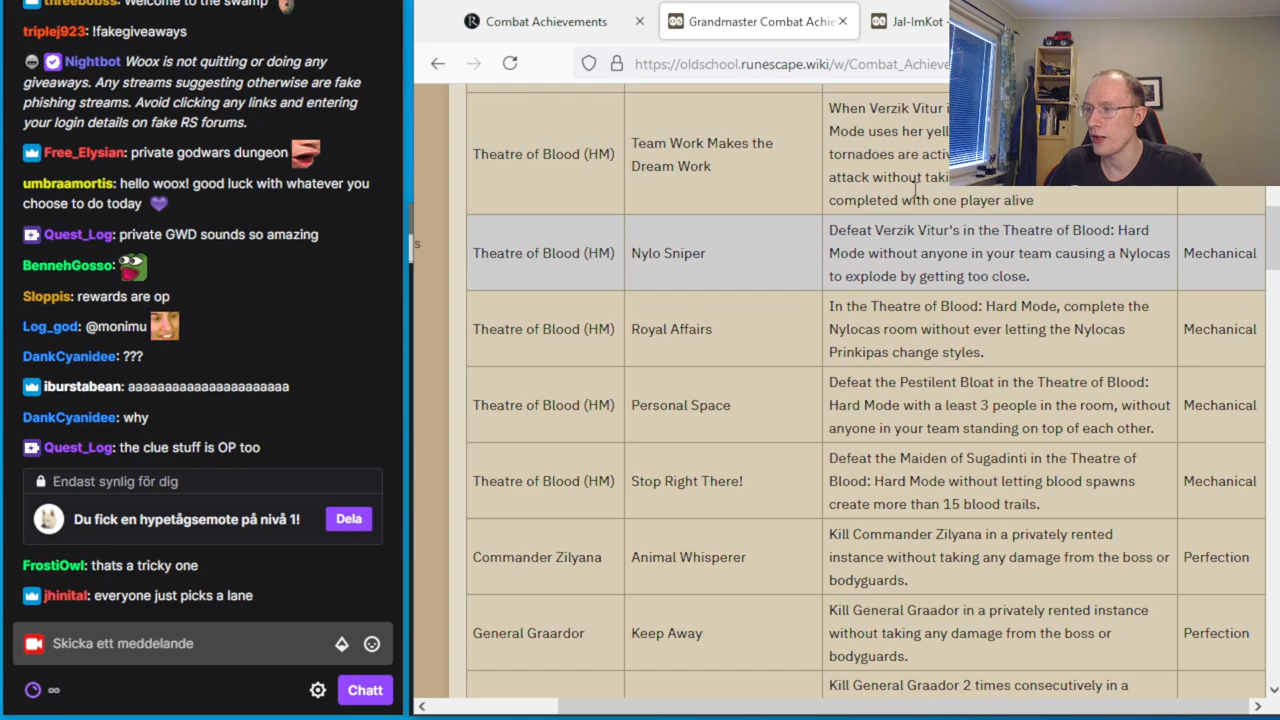 threebobss: Welcome to the swamp
triplej923: !fakegiveaways
Nightbot Woox is not quitting or doing any
giveaways. Any streams suggesting otherwise are fake
phishing streams. Avoid clicking any links and entering
your login details on fake RS forums.
Free_Elysian: private godwars dungeon
umbraamortis: hello woox! good luck with whatever you
choose to do today
Quest_Log: private GWD sounds so amazing
BennehGosso:
Sloppis: rewards are op
Log_god: @monimu
DankCyanidee: ???
iburstabean: aaaaaaaaaaaaaaaaaaaaaa
DankCyanidee: why
Quest_Log: the clue stuff is OP too
Endast synlig för dig
Du fick en hypetågsemote på nivå 1!
Dela
FrostiOwl: thats a tricky one
jhinital: everyone just picks a lane
Skicka ett meddelande
∞
Chatt
Combat Achievements
Grandmaster Combat Achie
Jal-ImKot
https://oldschool.runescape.wiki/w/Combat_Achieve
s
Theatre of Blood (HM)
Team Work Makes the
Dream Work
When Verzik Vitur i
Mode uses her yell
tornadoes are activ
attack without taki
completed with one player alive
Theatre of Blood (HM)
Nylo Sniper
Defeat Verzik Vitur's in the Theatre of Blood: Hard
Mode without anyone in your team causing a Nylocas
to explode by getting too close.
Mechanical
Theatre of Blood (HM)
Royal Affairs
In the Theatre of Blood: Hard Mode, complete the
Nylocas room without ever letting the Nylocas
Prinkipas change styles.
Mechanical
Theatre of Blood (HM)
Personal Space
Defeat the Pestilent Bloat in the Theatre of Blood:
Hard Mode with a least 3 people in the room, without
anyone in your team standing on top of each other.
Mechanical
Theatre of Blood (HM)
Stop Right There!
Defeat the Maiden of Sugadinti in the Theatre of
Blood: Hard Mode without letting blood spawns
create more than 15 blood trails.
Mechanical
Commander Zilyana
Animal Whisperer
Kill Commander Zilyana in a privately rented
instance without taking any damage from the boss or
bodyguards.
Perfection
General Graardor
Keep Away
Kill General Graador in a privately rented instance
without taking any damage from the boss or
bodyguards.
Perfection
Kill General Graador 2 times consecutively in a